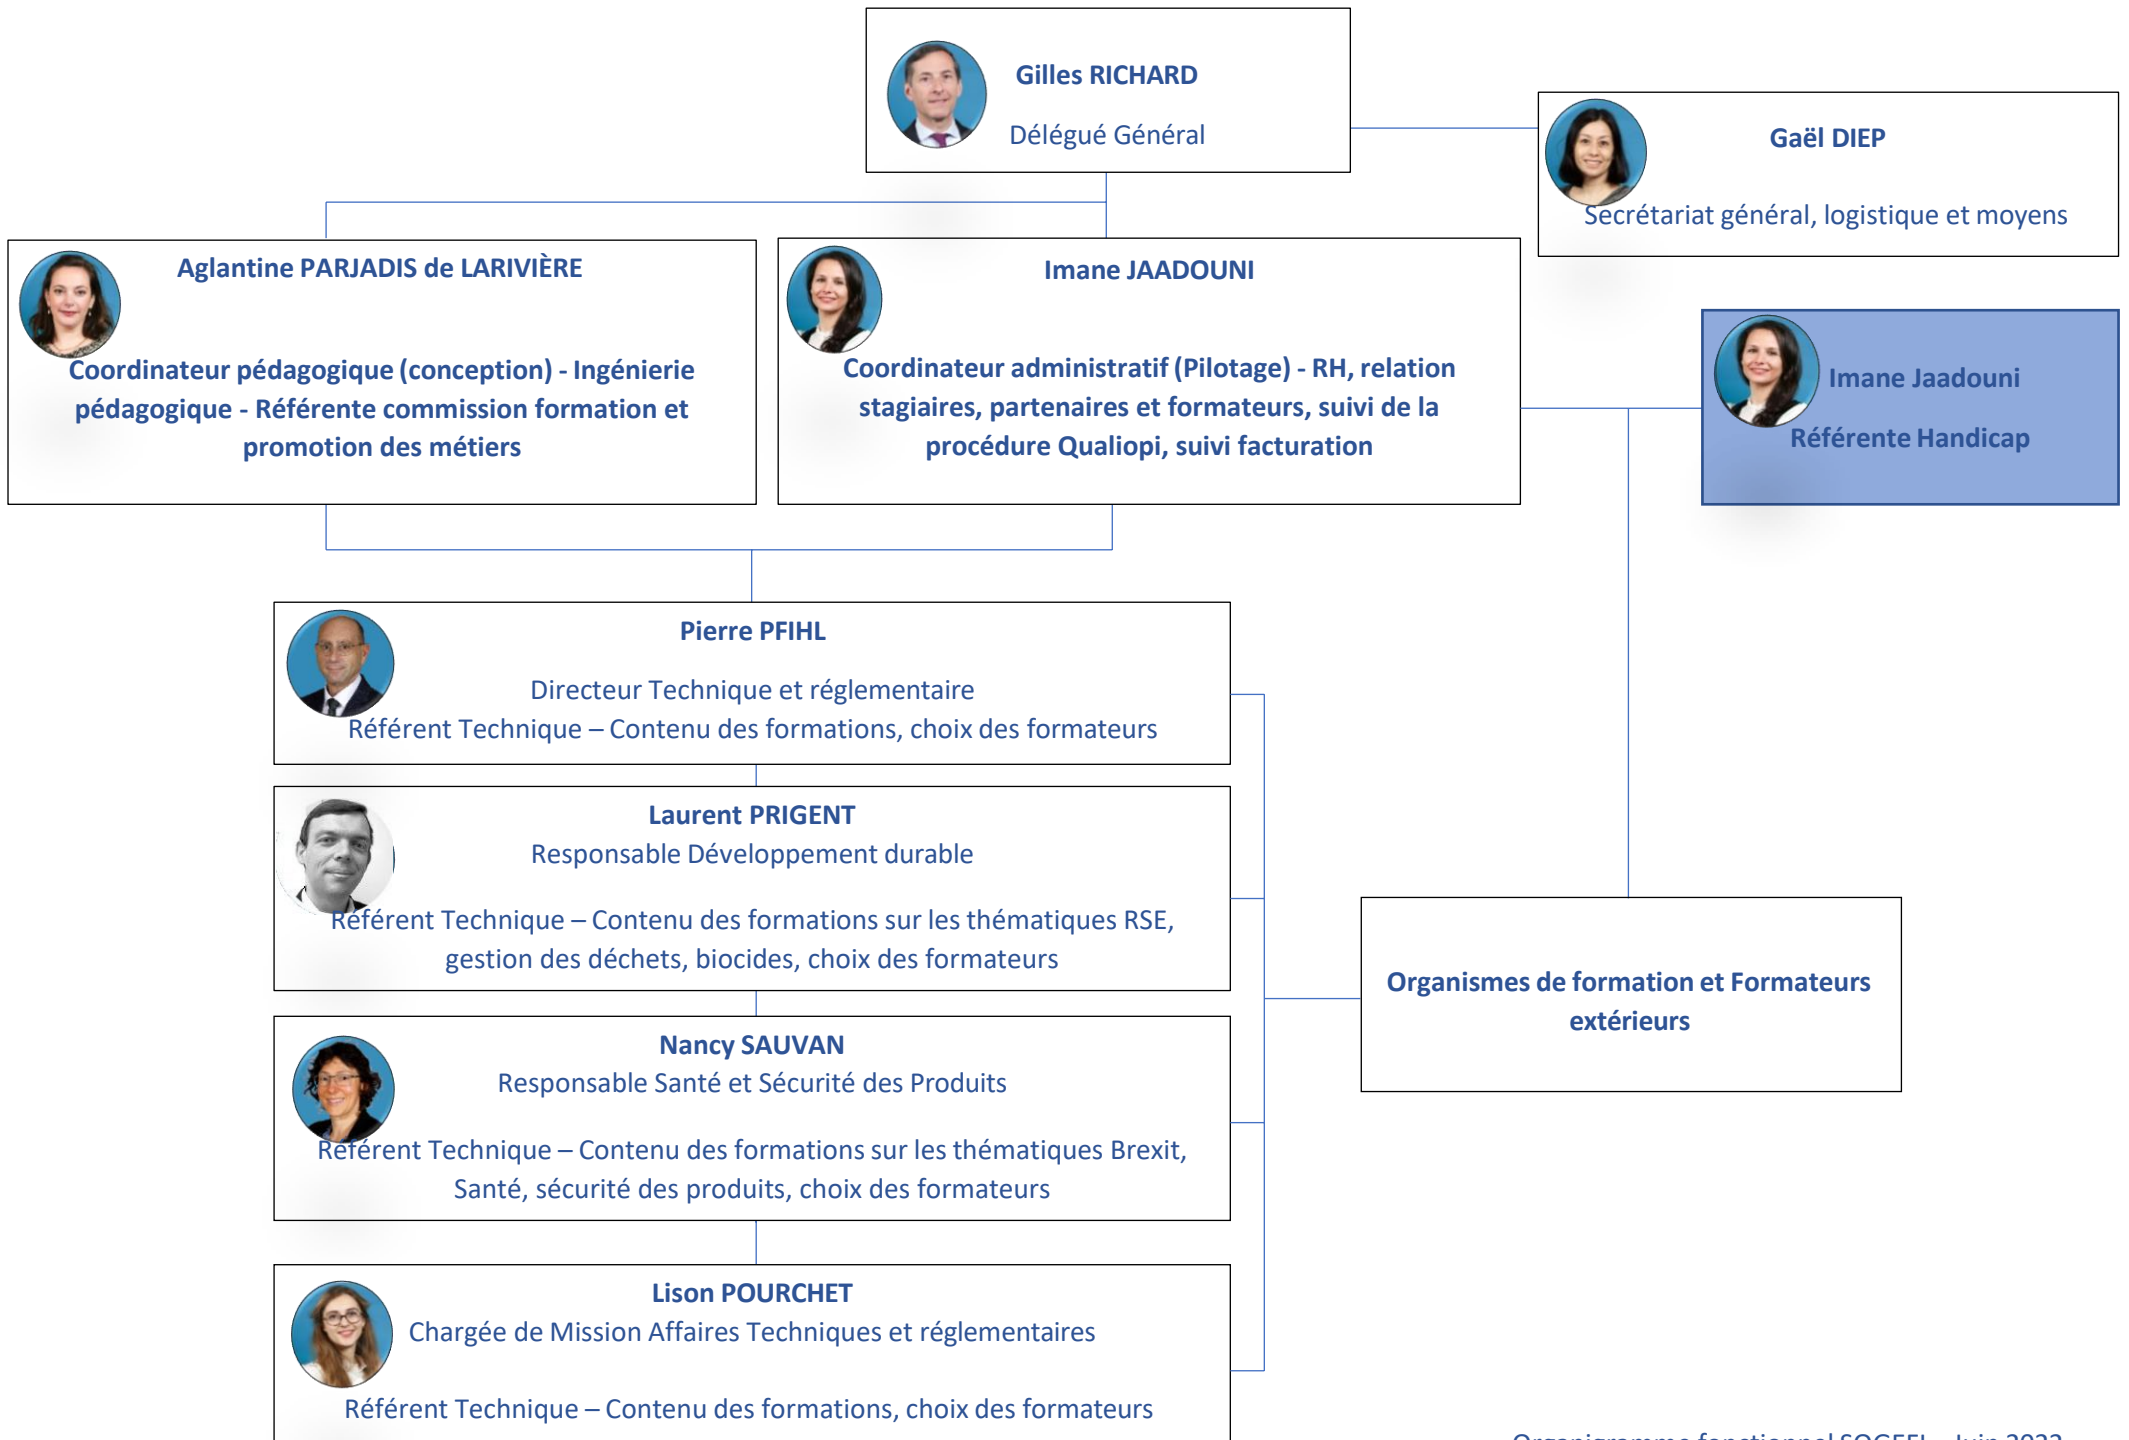 Gilles RICHARD
Délégué Général
Gaël DIEP
Secrétariat général, logistique et moyens
Aglantine PARJADIS de LARIVIÈRE
Coordinateur pédagogique (conception) - Ingénierie
pédagogique - Référente commission formation et
promotion des métiers
Imane JAADOUNI
Coordinateur administratif (Pilotage) - RH, relation
stagiaires, partenaires et formateurs, suivi de la
procédure Qualiopi, suivi facturation
Imane Jaadouni
Référente Handicap
Pierre PFIHL
Directeur Technique et réglementaire
Référent Technique – Contenu des formations, choix des formateurs
Laurent PRIGENT
Responsable Développement durable
Référent Technique – Contenu des formations sur les thématiques RSE,
gestion des déchets, biocides, choix des formateurs
Nancy SAUVAN
Responsable Santé et Sécurité des Produits
Référent Technique – Contenu des formations sur les thématiques Brexit,
Santé, sécurité des produits, choix des formateurs
Lison POURCHET
Chargée de Mission Affaires Techniques et réglementaires
Référent Technique – Contenu des formations, choix des formateurs
Organismes de formation et Formateurs
extérieurs
Organigramme fonctionnel